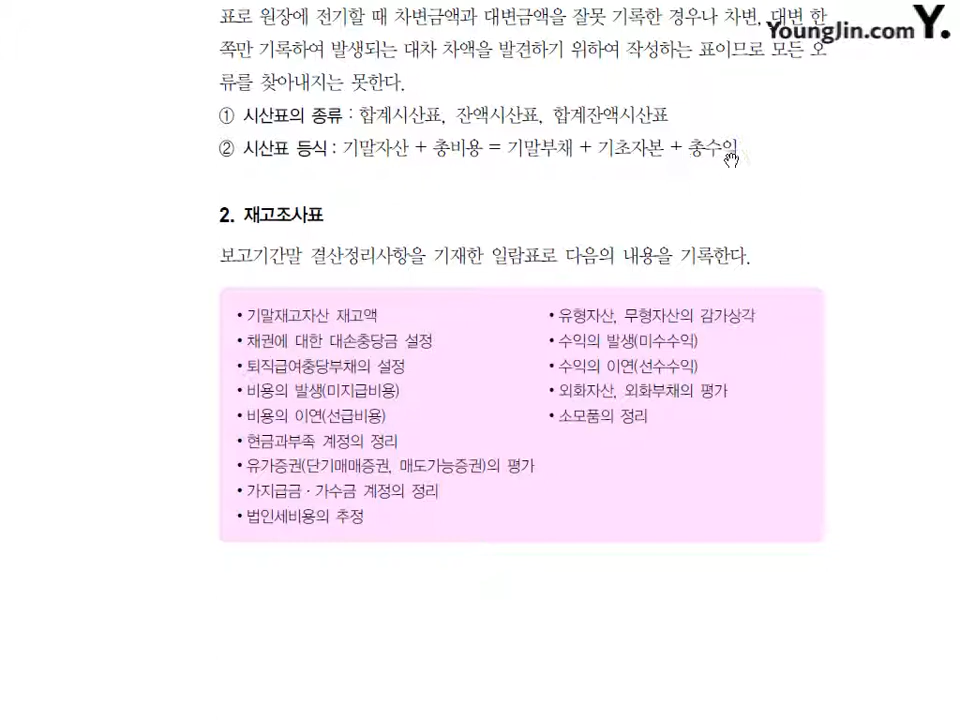 표로 원장에 전기할 때 차변금액과 대변금액을 잘못 기록한 경우나 차변, 대변 한
YoungJin.com Y.
쪽만 기록하여 발생되는 대차 차액을 발견하기 위하여 작성하는 표이므로 모든 오
류를 찾아내지는 못한다.
① 시산표의 종류 : 합계시산표, 잔액시산표, 합계잔액시산표
② 시산표 등식 : 기말자산 + 총비용 = 기말부채 + 기초자본 + 총수익
2. 재고조사표
보고기간말 결산정리사항을 기재한 일람표로 다음의 내용을 기록한다.
• 기말재고자산 재고액
• 채권에 대한 대손충당금 설정
• 퇴직급여충당부채의 설정
• 비용의 발생(미지급비용)
• 비용의 이연(선급비용)
• 현금과부족 계정의 정리
• 유가증권(단기매매증권, 매도가능증권)의 평가
• 가지급금 · 가수금 계정의 정리
• 법인세비용의 추정
• 유형자산, 무형자산의 감가상각
• 수익의 발생(미수수익)
• 수익의 이연(선수수익)
• 외화자산, 외화부채의 평가
• 소모품의 정리